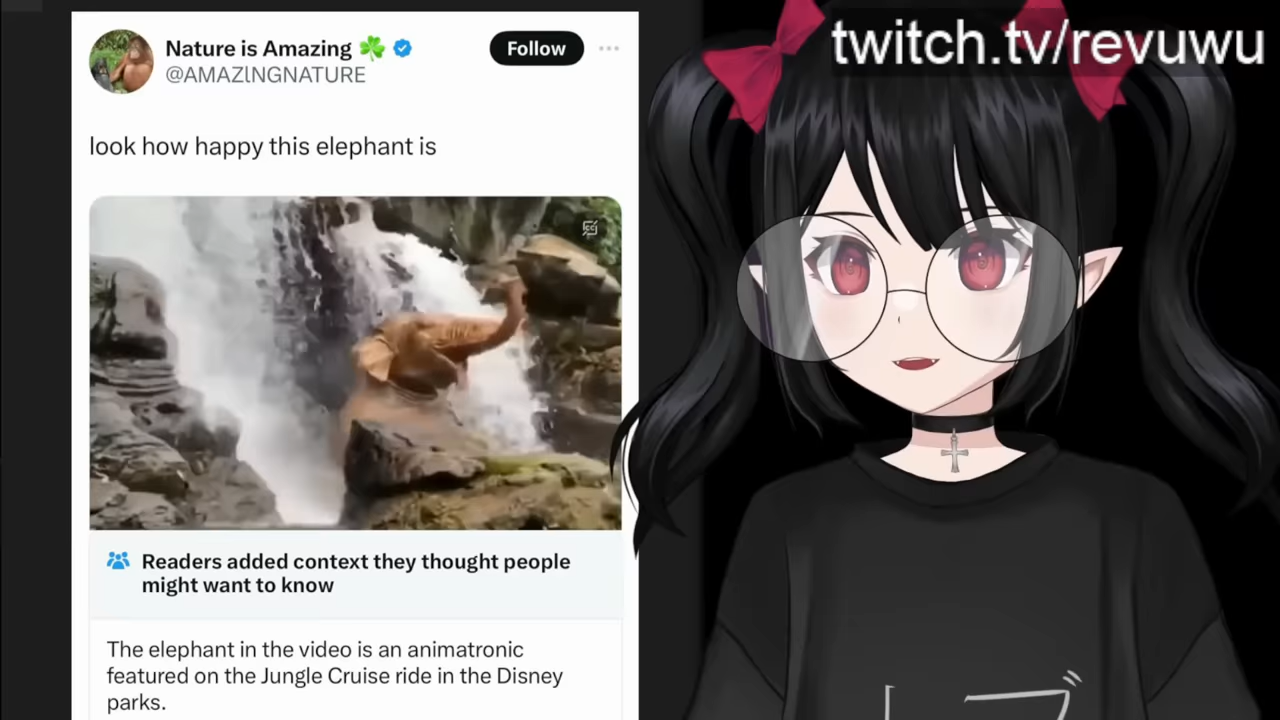 Nature is Amazing
Follow
@AMAZlNGNATURE
twitch.tv/revuwu
look how happy this elephant is
Readers added context they thought people
might want to know
The elephant in the video is an animatronic
featured on the Jungle Cruise ride in the Disney
parks.